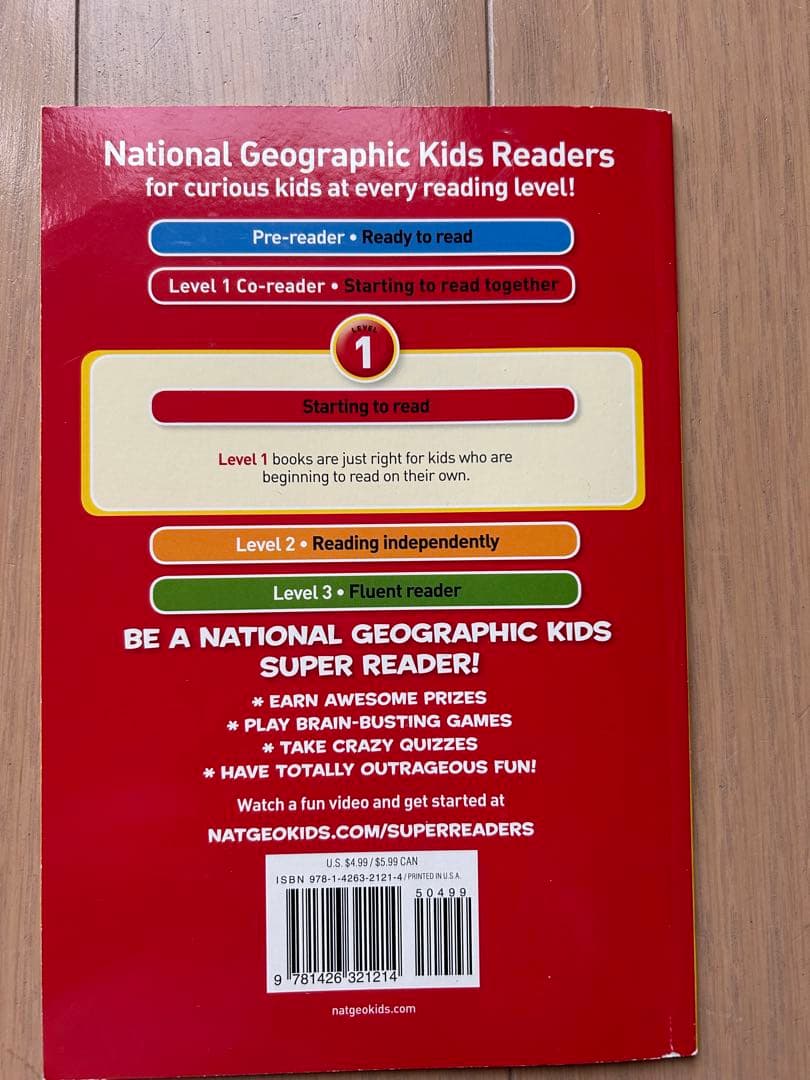 National Geographic Kids Readers
for curious kids at every reading level!
Pre-reader • Ready to read
Level 1 Co-reader • Starting to read together
LEVEL
1
Starting to read
Level 1 books are just right for kids who are
beginning to read on their own.
Level 2 • Reading independently
Level 3 • Fluent reader
BE A NATIONAL GEOGRAPHIC KIDS
SUPER READER!
* EARN AWESOME PRIZES
* PLAY BRAIN-BUSTING GAMES
* TAKE CRAZY QUIZZES
* HAVE TOTALLY OUTRAGEOUS FUN!
Watch a fun video and get started at
NATGEOKIDS.COM/SUPERREADERS
U.S. $4.99 / $5.99 CAN
ISBN 978-1-4263-2121-4 / PRINTED IN U.S.A.
50499
9 781426 321214
natgeokids.com